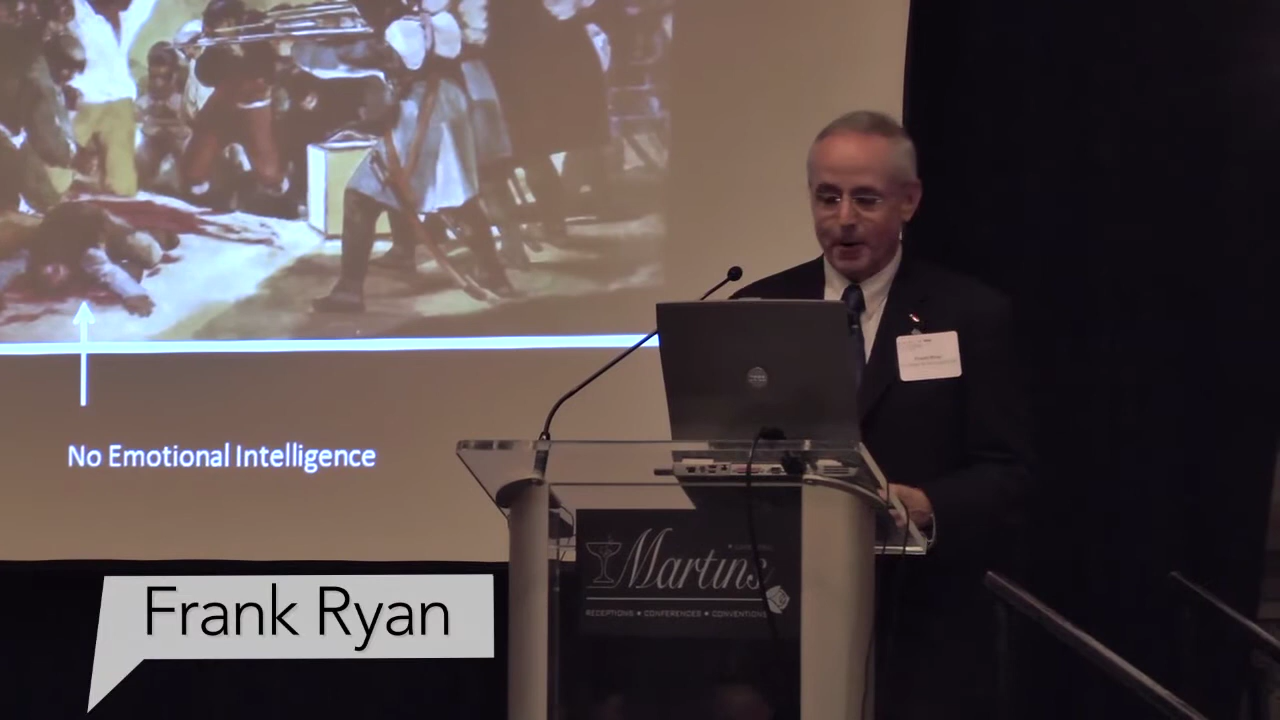 No Emotional Intelligence
Frank Ryan
Martins
RECEPTIONS • CONFERENCES • CONVENTIONS